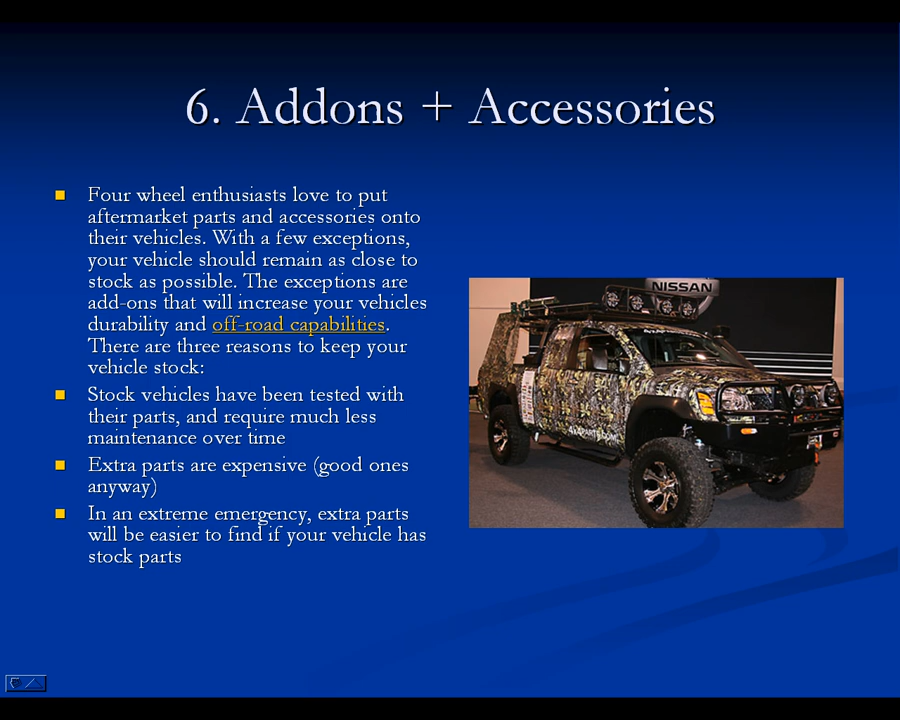 6. Addons + Accessories
Four wheel enthusiasts love to put
aftermarket parts and accessories onto
their vehicles. With a few exceptions,
your vehicle should remain as close to
stock as possible. The exceptions are
add-ons that will increase your vehicles
durability and off-road capabilities.
There are three reasons to keep your
vehicle stock:
Stock vehicles have been tested with
their parts, and require much less
maintenance over time
Extra parts are expensive (good ones
anyway)
In an extreme emergency, extra parts
will be easier to find if your vehicle has
stock parts
NISSAN